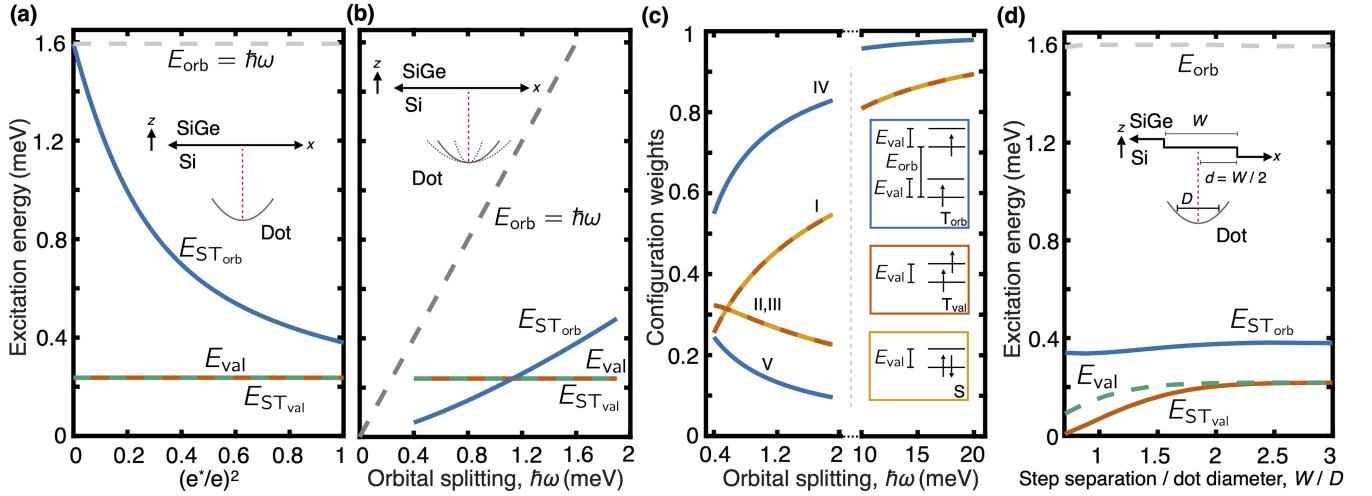 (a)
Excitation energy (meV)
1.6
1.2
0.8
0.4
0
E_orb = ħω
z
SiGe
x
Si
Dot
E_ST_orb
E_val
E_ST_val
0 0.2 0.4 0.6 0.8 1
(e*/e)2
(b)
z
SiGe
x
Si
Dot
E_orb = ħω
E_ST_orb
E_ST_val
0 0.4 0.8 1.2 1.6 2
Orbital splitting, ħω (meV)
(c)
Configuration weights
1
0.8
0.6
0.4
0.2
0
IV
I
II,III
V
E_val
E_orb
E_val
T_orb
E_val
T_val
E_val
S
0.4 1.2 2 10 15 20
Orbital splitting, ħω (meV)
(d)
Excitation energy (meV)
1.6
1.2
0.8
0.4
0
E_orb
W
z
SiGe
Si
x
d = W / 2
D
Dot
E_ST_orb
E_val
E_ST_val
1 1.5 2 2.5 3
Step separation / dot diameter, W / D